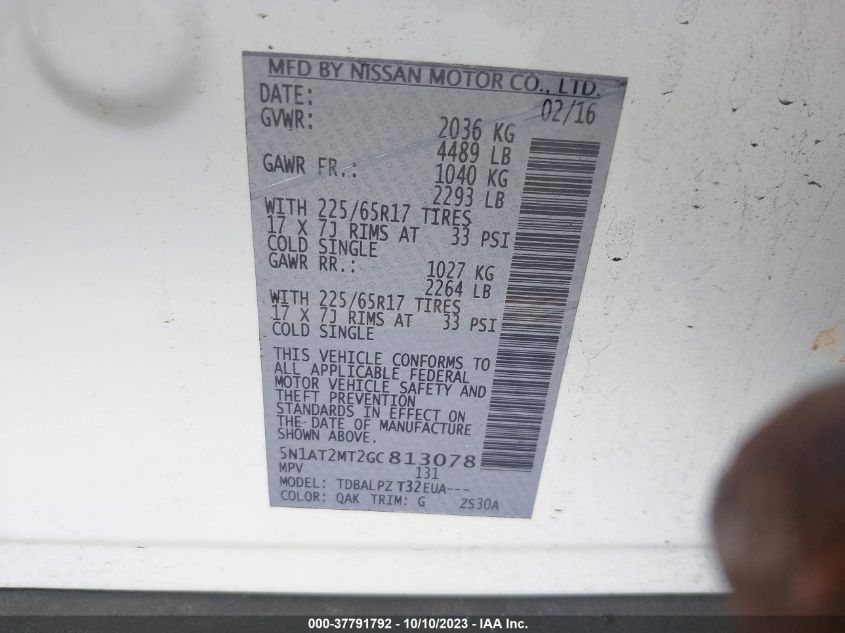 MFD BY NISSAN MOTOR CO., LTD.
DATE: 02/16
GVWR: 2036 KG
4489 LB
GAWR FR.: 1040 KG
2293 LB
WITH 225/65R17 TIRES
17 X 7J RIMS AT 33 PSI
COLD SINGLE
GAWR RR.: 1027 KG
2264 LB
WITH 225/65R17 TIRES
17 X 7J RIMS AT 33 PSI
COLD SINGLE
THIS VEHICLE CONFORMS TO
ALL APPLICABLE FEDERAL
MOTOR VEHICLE SAFETY AND
THEFT PREVENTION
STANDARDS IN EFFECT ON
THE DATE OF MANUFACTURE
SHOWN ABOVE.
5N1AT2MT2GC813078
MPV 131
MODEL: TDBALPZ T32EUA---
COLOR: QAK TRIM: G ZS30A
000-37791792 - 10/10/2023 - IAA Inc.